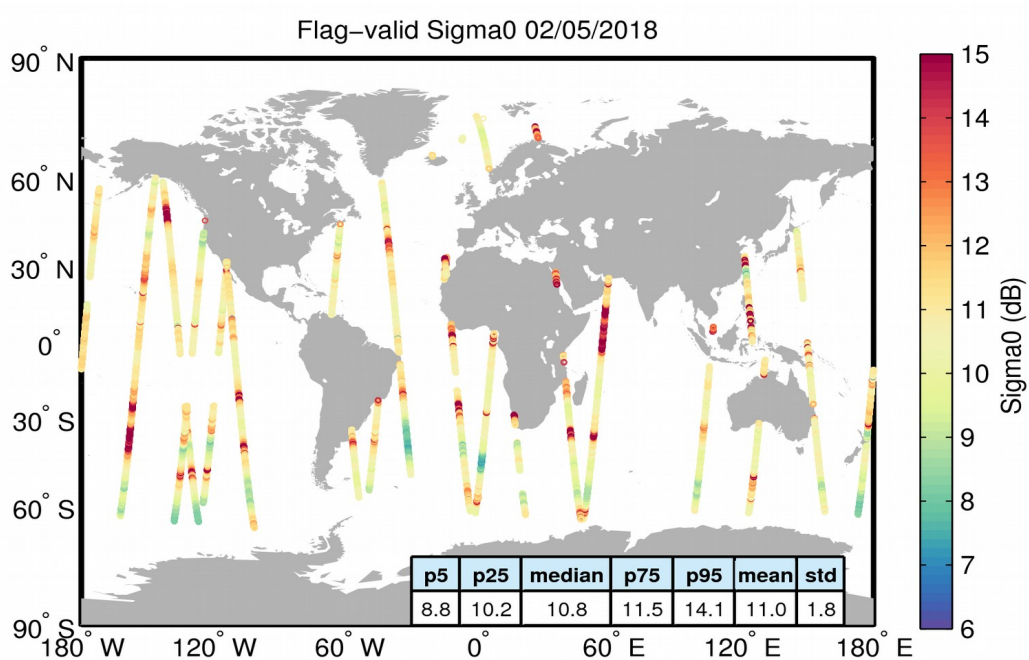 Flag−valid Sigma0 02/05/2018
90° N
60° N
30° N
0°
30° S
60° S
90° S
180° W 120° W 60° W 0° 60° E 120° E 180° E
p5 p25 median p75 p95 mean std
8.8 10.2 10.8 11.5 14.1 11.0 1.8
15
14
13
12
11
10
9
8
7
6
Sigma0 (dB)